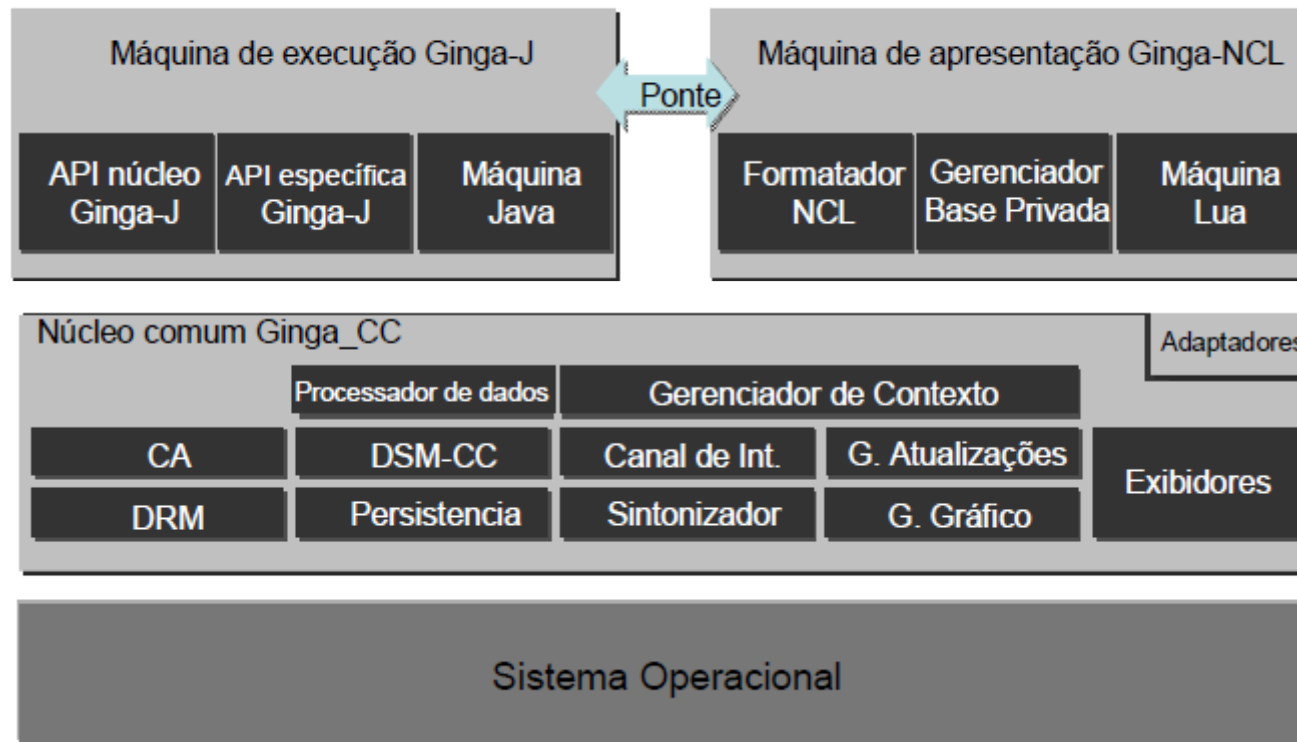 Máquina de execução Ginga-J
Máquina de apresentação Ginga-NCL
Ponte
API núcleo
Ginga-J
API específica
Ginga-J
Máquina
Java
Formatador
NCL
Gerenciador
Base Privada
Máquina
Lua
Núcleo comum Ginga_CC
Adaptadores
Processador de dados
Gerenciador de Contexto
CA
DSM-CC
Canal de Int.
G. Atualizações
Exibidores
DRM
Persistencia
Sintonizador
G. Gráfico
Sistema Operacional